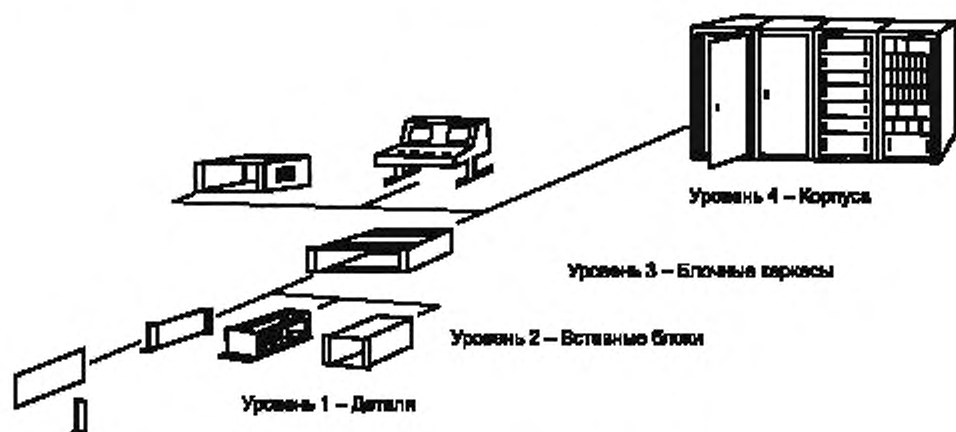 Уровень 4 – Корпуса
Уровень 3 – Блочные каркасы
Уровень 2 – Вставные блоки
Уровень 1 – Детали